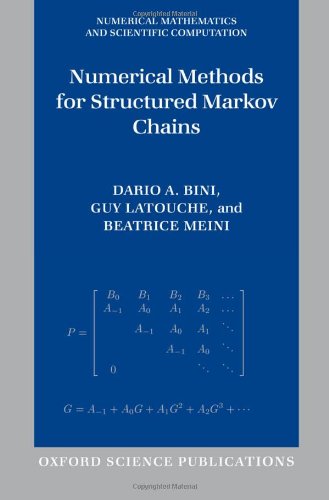 NUMERICAL MATHEMATICS
AND SCIENTIFIC COMPUTATION
Numerical Methods
for Structured Markov
Chains
DARIO A. BINI,
GUY LATOUCHE, and
BEATRICE MEINI
B₀ B₁ B₂ B₃ …
A₋₁ A₀ A₁ A₂ …
P = A₋₁ A₀ A₁ ⋱
A₋₁ A₀ ⋱
0 ⋱ ⋱
G = A₋₁ + A₀G + A₁G² + A₂G³ + ⋯
OXFORD SCIENCE PUBLICATIONS